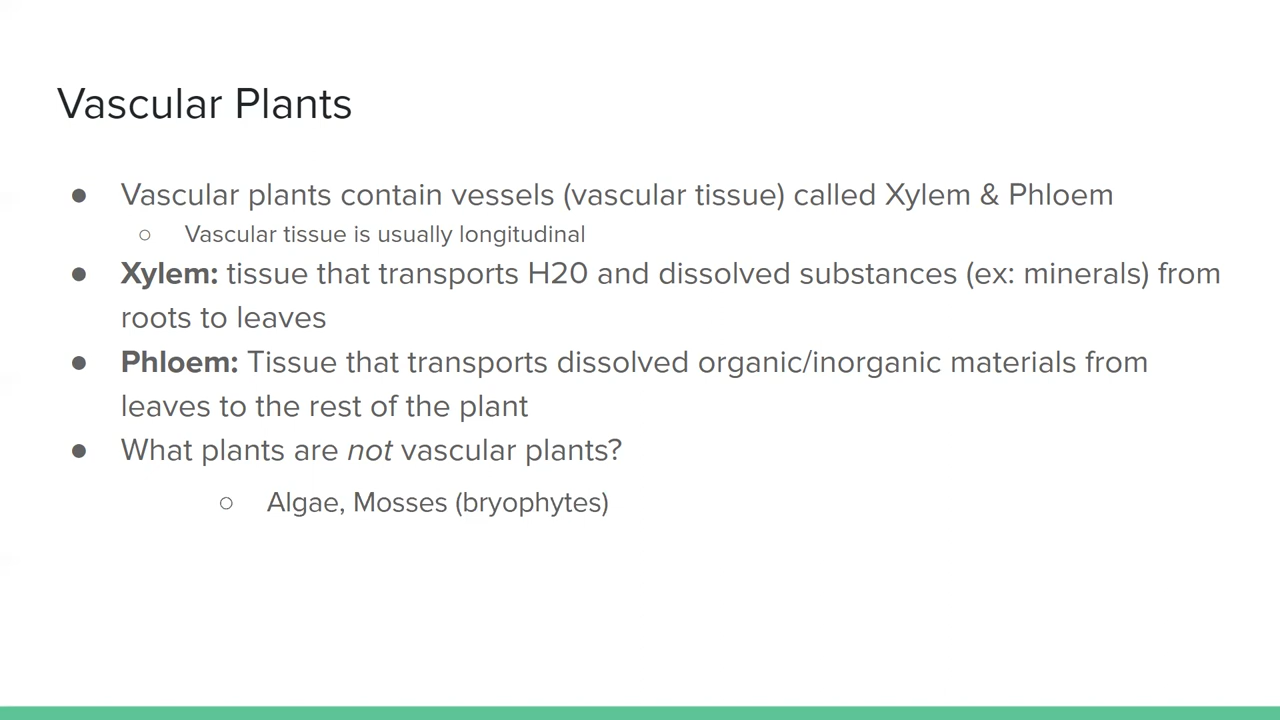 Vascular Plants
● Vascular plants contain vessels (vascular tissue) called Xylem & Phloem
○ Vascular tissue is usually longitudinal
● Xylem: tissue that transports H20 and dissolved substances (ex: minerals) from
roots to leaves
● Phloem: Tissue that transports dissolved organic/inorganic materials from
leaves to the rest of the plant
● What plants are not vascular plants?
○ Algae, Mosses (bryophytes)